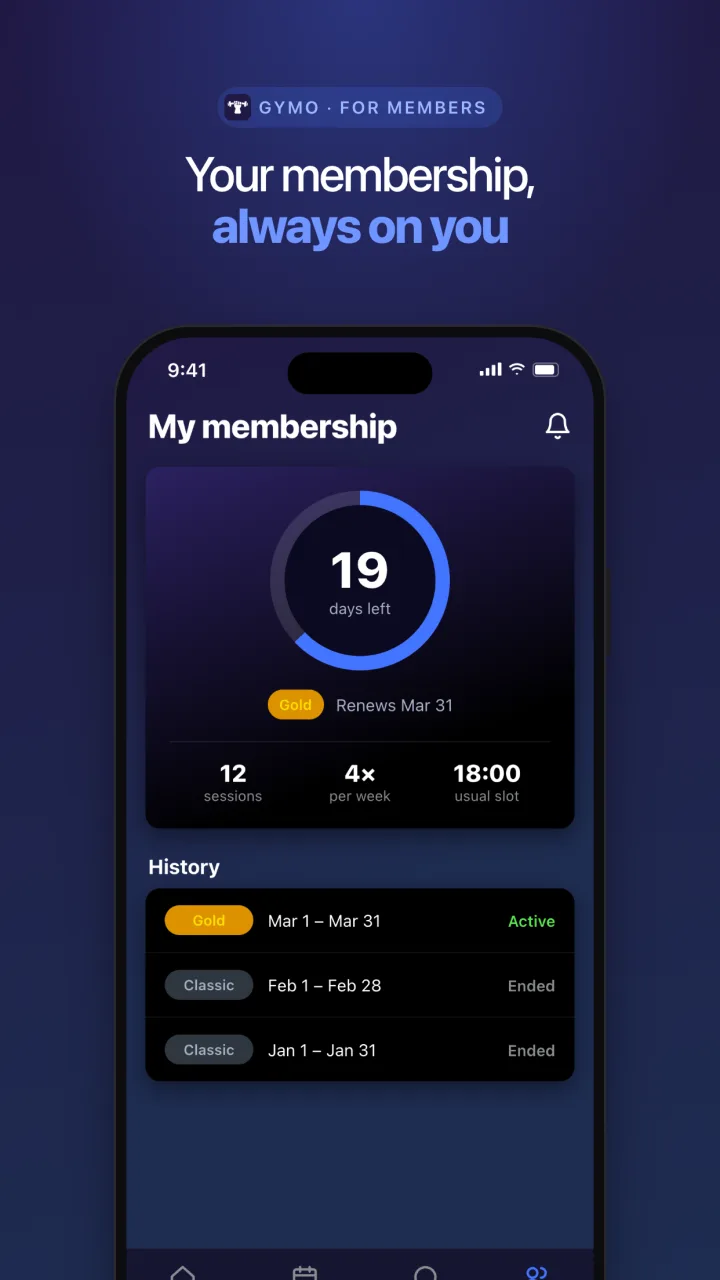 GYMO · FOR MEMBERS
Your membership,
always on you
9:41
My membership
19
days left
Gold Renews Mar 31
12 4× 18:00
sessions per week usual slot
History
Gold Mar 1 – Mar 31 Active
Classic Feb 1 – Feb 28 Ended
Classic Jan 1 – Jan 31 Ended